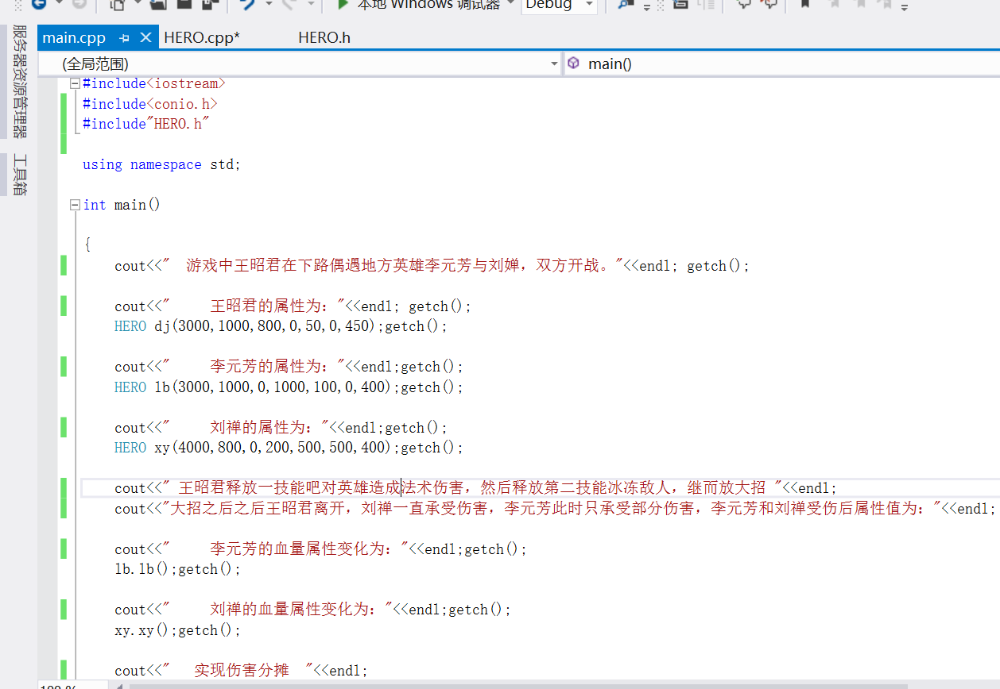 本地 Windows 调试器 Debug
服务器资源管理器
工具箱
main.cpp HERO.cpp* HERO.h
(全局范围) main()
#include<iostream>
#include<conio.h>
#include"HERO.h"
using namespace std;
int main()
{
cout<<"  游戏中王昭君在下路偶遇地方英雄李元芳与刘婵，双方开战。"<<endl; getch();
cout<<"     王昭君的属性为："<<endl; getch();
HERO dj(3000,1000,800,0,50,0,450);getch();
cout<<"     李元芳的属性为："<<endl;getch();
HERO lb(3000,1000,0,1000,100,0,400);getch();
cout<<"     刘禅的属性为："<<endl;getch();
HERO xy(4000,800,0,200,500,500,400);getch();
cout<<" 王昭君释放一技能吧对英雄造成法术伤害，然后释放第二技能冰冻敌人，继而放大招 "<<endl;
cout<<"大招之后之后王昭君离开，刘禅一直承受伤害，李元芳此时只承受部分伤害，李元芳和刘禅受伤后属性值为："<<endl;
cout<<"     李元芳的血量属性变化为："<<endl;getch();
lb.lb();getch();
cout<<"     刘禅的血量属性变化为："<<endl;getch();
xy.xy();getch();
cout<<"   实现伤害分摊  "<<endl;
100 %